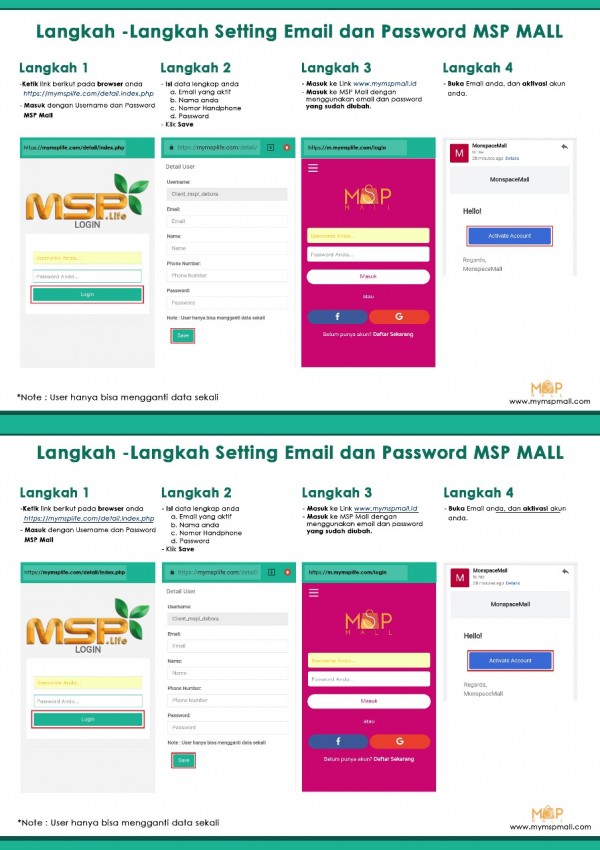 Langkah -Langkah Setting Email dan Password MSP MALL
Langkah 1
-Ketik link berikut pada browser anda
https://mymsplife.com/detail/index.php
- Masuk dengan Username dan Password
MSP Mall
https://mymsplife.com/detail/index.php
MSP.Life
LOGIN
Username Anda...
Password Anda...
Login
Langkah 2
- Isi data lengkap anda
a. Email yang aktif
b. Nama anda
c. Nomor Handphone
d. Password
- Klik Save
https://mymsplife.com/detail/
Detail User
Username:
Client_mspl_debora
Email:
Email
Name:
Name
Phone Number:
Phone Number
Password:
Password
Note : User hanya bisa mengganti data sekali
Save
Langkah 3
- Masuk ke Link www.mymspmall.id
- Masuk ke MSP Mall dengan
menggunakan email dan password
yang sudah diubah.
https://m.mymsplife.com/login
MSP
MALL
Username Anda...
Password Anda...
Masuk
atau
f
G
Belum punya akun? Daftar Sekarang
Langkah 4
- Buka Email anda, dan aktivasi akun
anda.
M
MonspaceMall
to me
28 minutes ago Details
MonspaceMall
Hello!
Activate Account
Regards,
MonspaceMall
*Note : User hanya bisa mengganti data sekali
MSP
MALL
www.mymspmall.com
Langkah -Langkah Setting Email dan Password MSP MALL
Langkah 1
-Ketik link berikut pada browser anda
https://mymsplife.com/detail/index.php
- Masuk dengan Username dan Password
MSP Mall
https://mymsplife.com/detail/index.php
MSP.Life
LOGIN
Username Anda...
Password Anda...
Login
Langkah 2
- Isi data lengkap anda
a. Email yang aktif
b. Nama anda
c. Nomor Handphone
d. Password
- Klik Save
https://mymsplife.com/detail/
Detail User
Username:
Client_mspl_debora
Email:
Email
Name:
Name
Phone Number:
Phone Number
Password:
Password
Note : User hanya bisa mengganti data sekali
Save
Langkah 3
- Masuk ke Link www.mymspmall.id
- Masuk ke MSP Mall dengan
menggunakan email dan password
yang sudah diubah.
https://m.mymsplife.com/login
MSP
MALL
Username Anda...
Password Anda...
Masuk
atau
f
G
Belum punya akun? Daftar Sekarang
Langkah 4
- Buka Email anda, dan aktivasi akun
anda.
M
MonspaceMall
to me
28 minutes ago Details
MonspaceMall
Hello!
Activate Account
Regards,
MonspaceMall
*Note : User hanya bisa mengganti data sekali
MSP
MALL
www.mymspmall.com